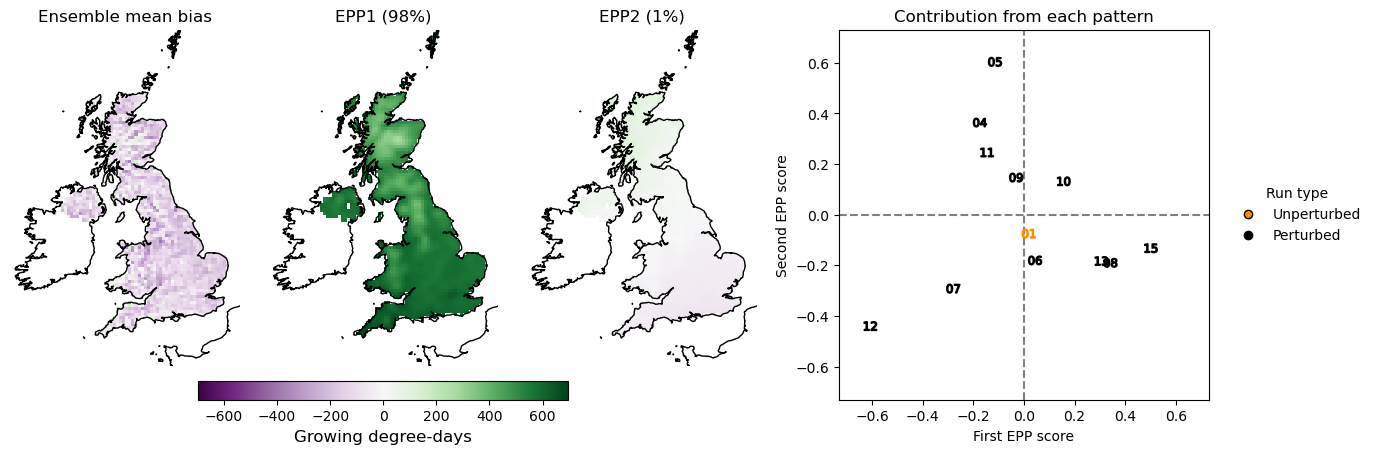 Ensemble mean bias
EPP1 (98%)
EPP2 (1%)
Contribution from each pattern
−600 −400 −200 0 200 400 600
Growing degree-days
Second EPP score
0.6
0.4
0.2
0.0
−0.2
−0.4
−0.6
05
04
11
09
10
01
06
13
08
15
07
12
−0.6 −0.4 −0.2 0.0 0.2 0.4 0.6
First EPP score
Run type
Unperturbed
Perturbed